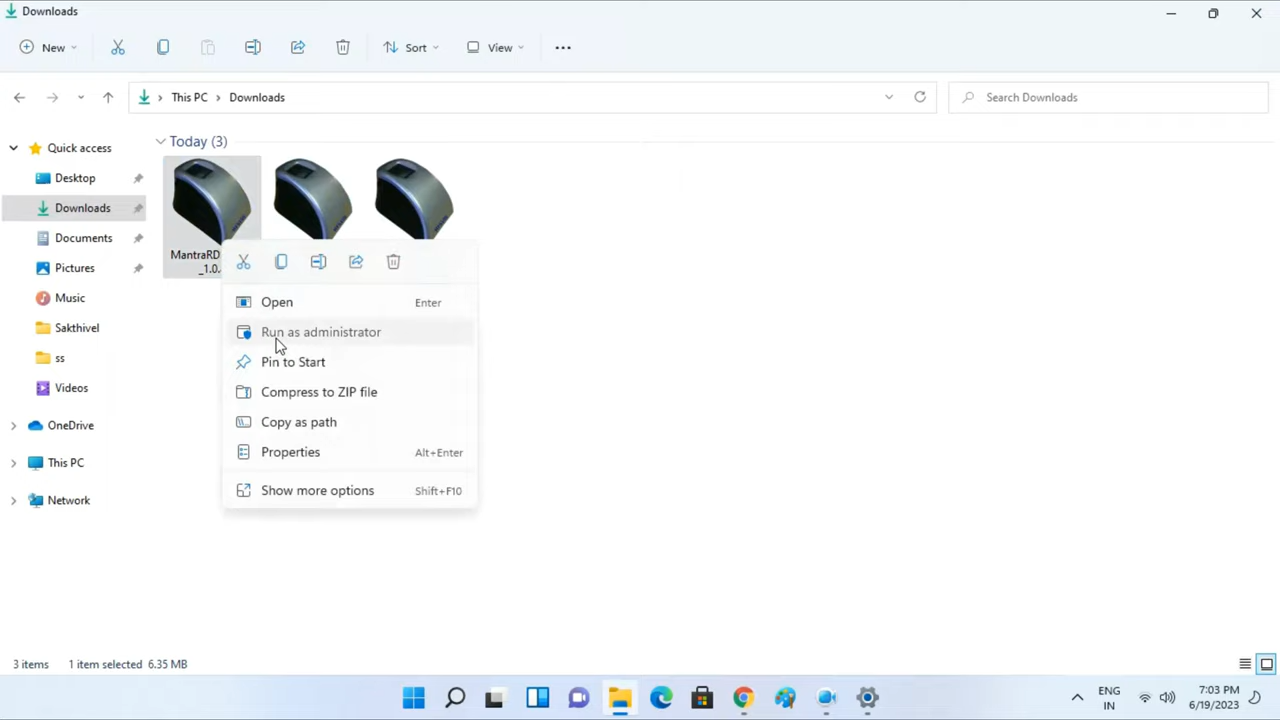 Downloads
New
Sort
View
This PC
Downloads
Search Downloads
Today (3)
Quick access
Desktop
Downloads
Documents
Pictures
Music
Sakthivel
ss
Videos
OneDrive
This PC
Network
MantraRD
_1.0.
Open Enter
Run as administrator
Pin to Start
Compress to ZIP file
Copy as path
Properties Alt+Enter
Show more options Shift+F10
3 items 1 item selected 6.35 MB
ENG
IN
7:03 PM
6/19/2023